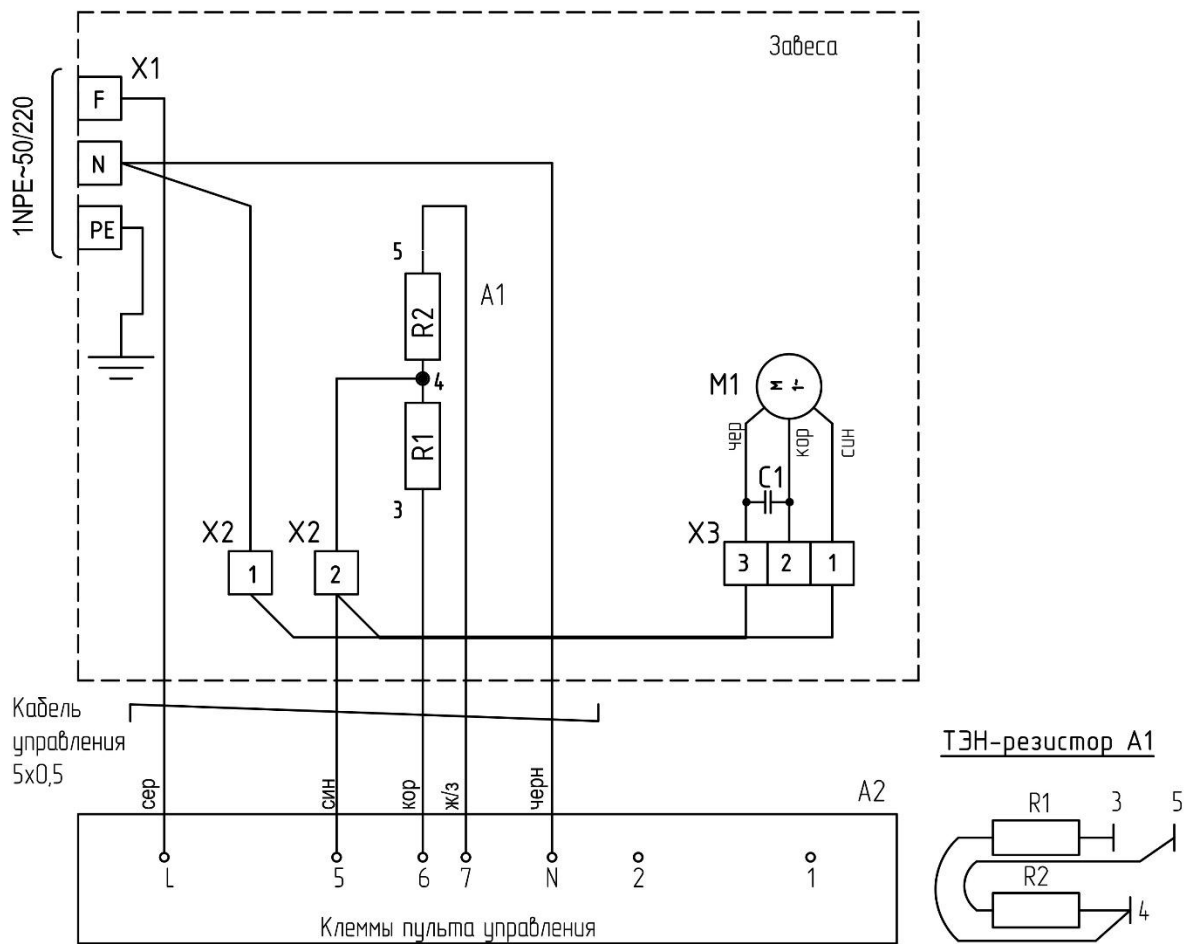 Завеса
X1
F
N
PE
1NPE~50/220
5
A1
R2
4
R1
3
M1
чер
кор
син
C1
X2
X2
X3
1
2
3
2
1
Кабель
управления
5x0,5
сер
син
кор
ж/з
черн
A2
L
5
6
7
N
2
1
Клеммы пульта управления
ТЭН-резистор А1
R1
3
5
R2
4